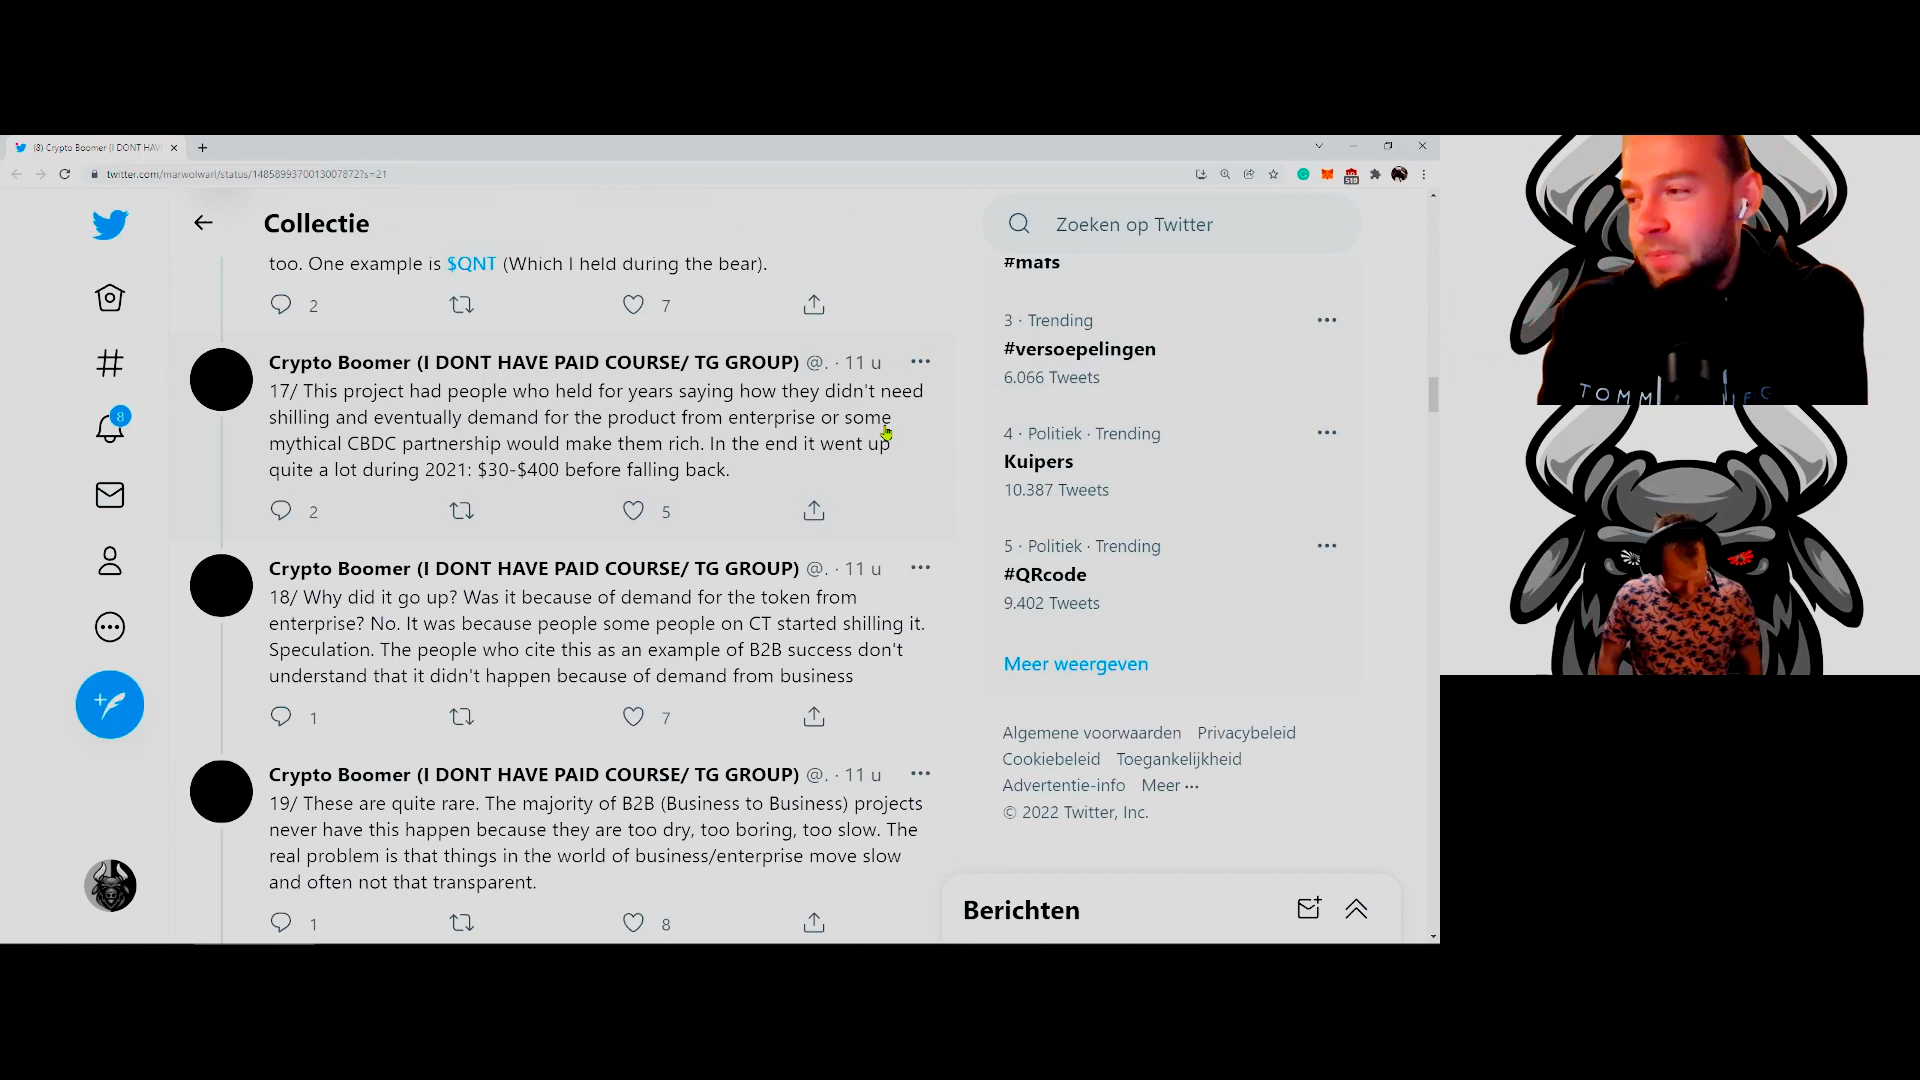 (8) Crypto Boomer (I DONT HAV
twitter.com/marwolwarl/status/1485899370013007872?s=21
510
Collectie
Zoeken op Twitter
too. One example is $QNT (Which I held during the bear).
2
7
Crypto Boomer (I DONT HAVE PAID COURSE/ TG GROUP) @. · 11 u
17/ This project had people who held for years saying how they didn't need
shilling and eventually demand for the product from enterprise or some
mythical CBDC partnership would make them rich. In the end it went up
quite a lot during 2021: $30-$400 before falling back.
2
5
Crypto Boomer (I DONT HAVE PAID COURSE/ TG GROUP) @. · 11 u
18/ Why did it go up? Was it because of demand for the token from
enterprise? No. It was because people some people on CT started shilling it.
Speculation. The people who cite this as an example of B2B success don't
understand that it didn't happen because of demand from business
1
7
Crypto Boomer (I DONT HAVE PAID COURSE/ TG GROUP) @. · 11 u
19/ These are quite rare. The majority of B2B (Business to Business) projects
never have this happen because they are too dry, too boring, too slow. The
real problem is that things in the world of business/enterprise move slow
and often not that transparent.
1
8
8
#mats
3 · Trending
#versoepelingen
6.066 Tweets
4 · Politiek · Trending
Kuipers
10.387 Tweets
5 · Politiek · Trending
#QRcode
9.402 Tweets
Meer weergeven
Algemene voorwaarden Privacybeleid
Cookiebeleid Toegankelijkheid
Advertentie-info Meer ···
© 2022 Twitter, Inc.
Berichten